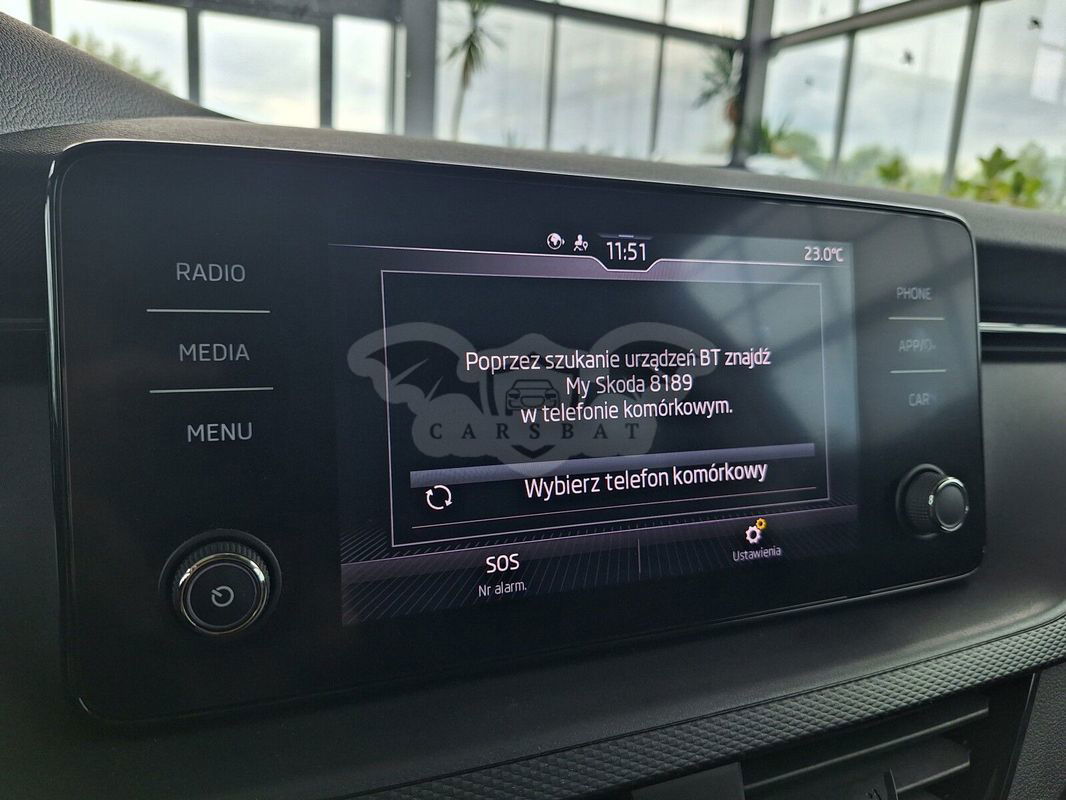 RADIO
MEDIA
MENU
11:51
23.0°C
Poprzez szukanie urządzeń BT znajdź
My Skoda 8189
w telefonie komórkowym.
CARSBAT
Wybierz telefon komórkowy
SOS
Nr alarm.
Ustawienia
PHONE
CAR